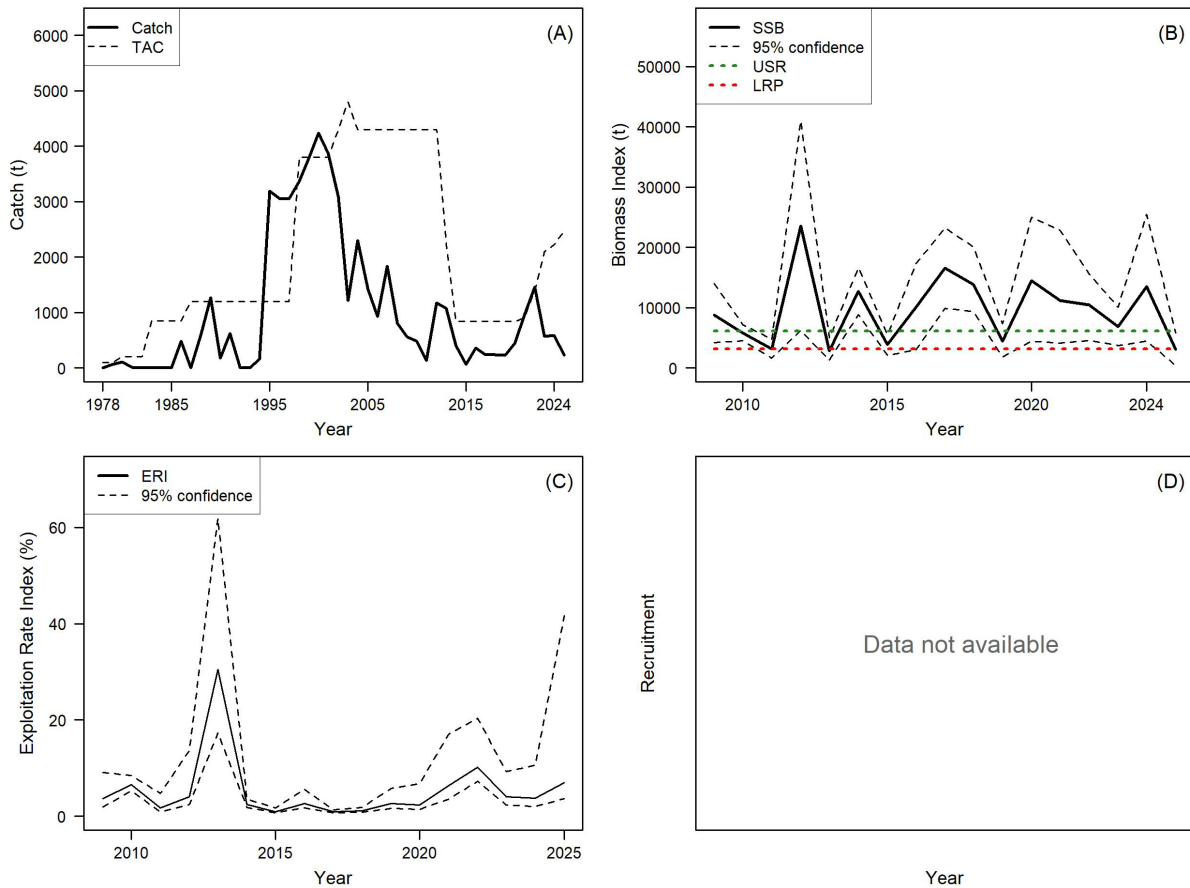 Catch
TAC
(A)
6000
5000
4000
3000
2000
1000
0
Catch (t)
1978
1985
1995
2005
2015
2024
Year
SSB
95% confidence
USR
LRP
(B)
50000
40000
30000
20000
10000
0
Biomass Index (t)
2010
2015
2020
2024
Year
ERI
95% confidence
(C)
60
40
20
0
Exploitation Rate Index (%)
2010
2015
2020
2025
Year
(D)
Data not available
Recruitment
Year